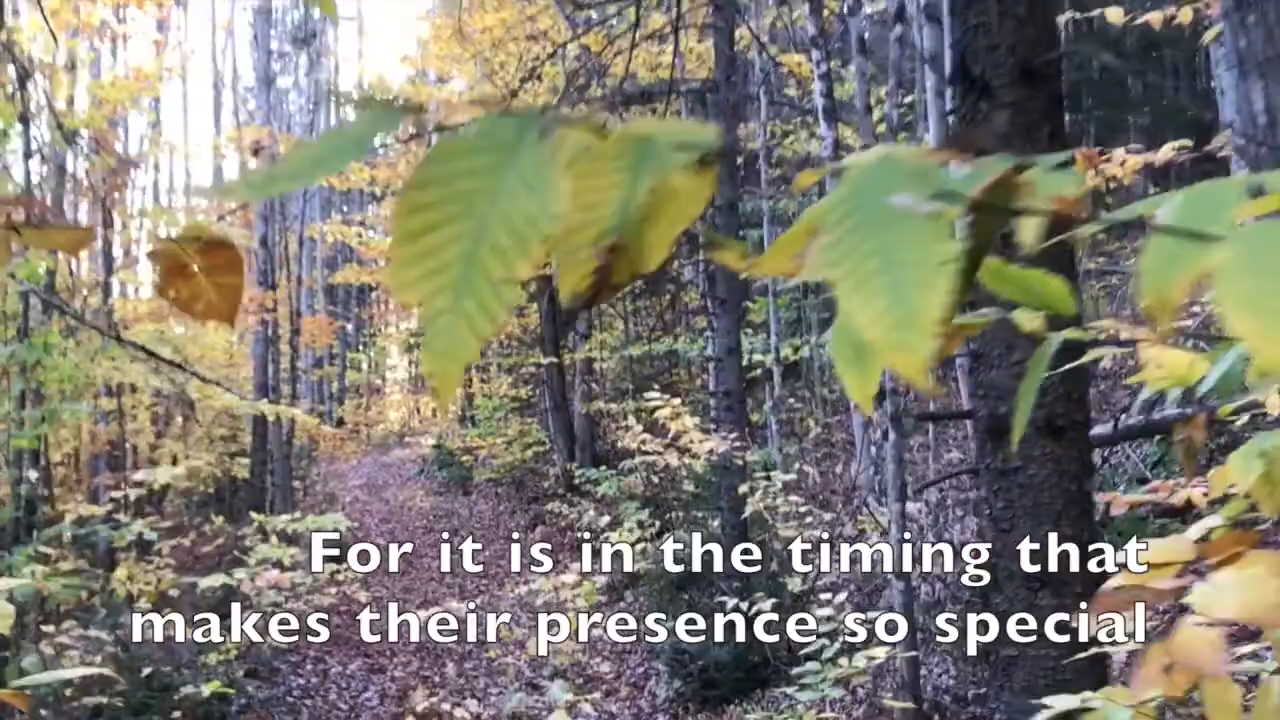 For it is in the timing that
makes their presence so special